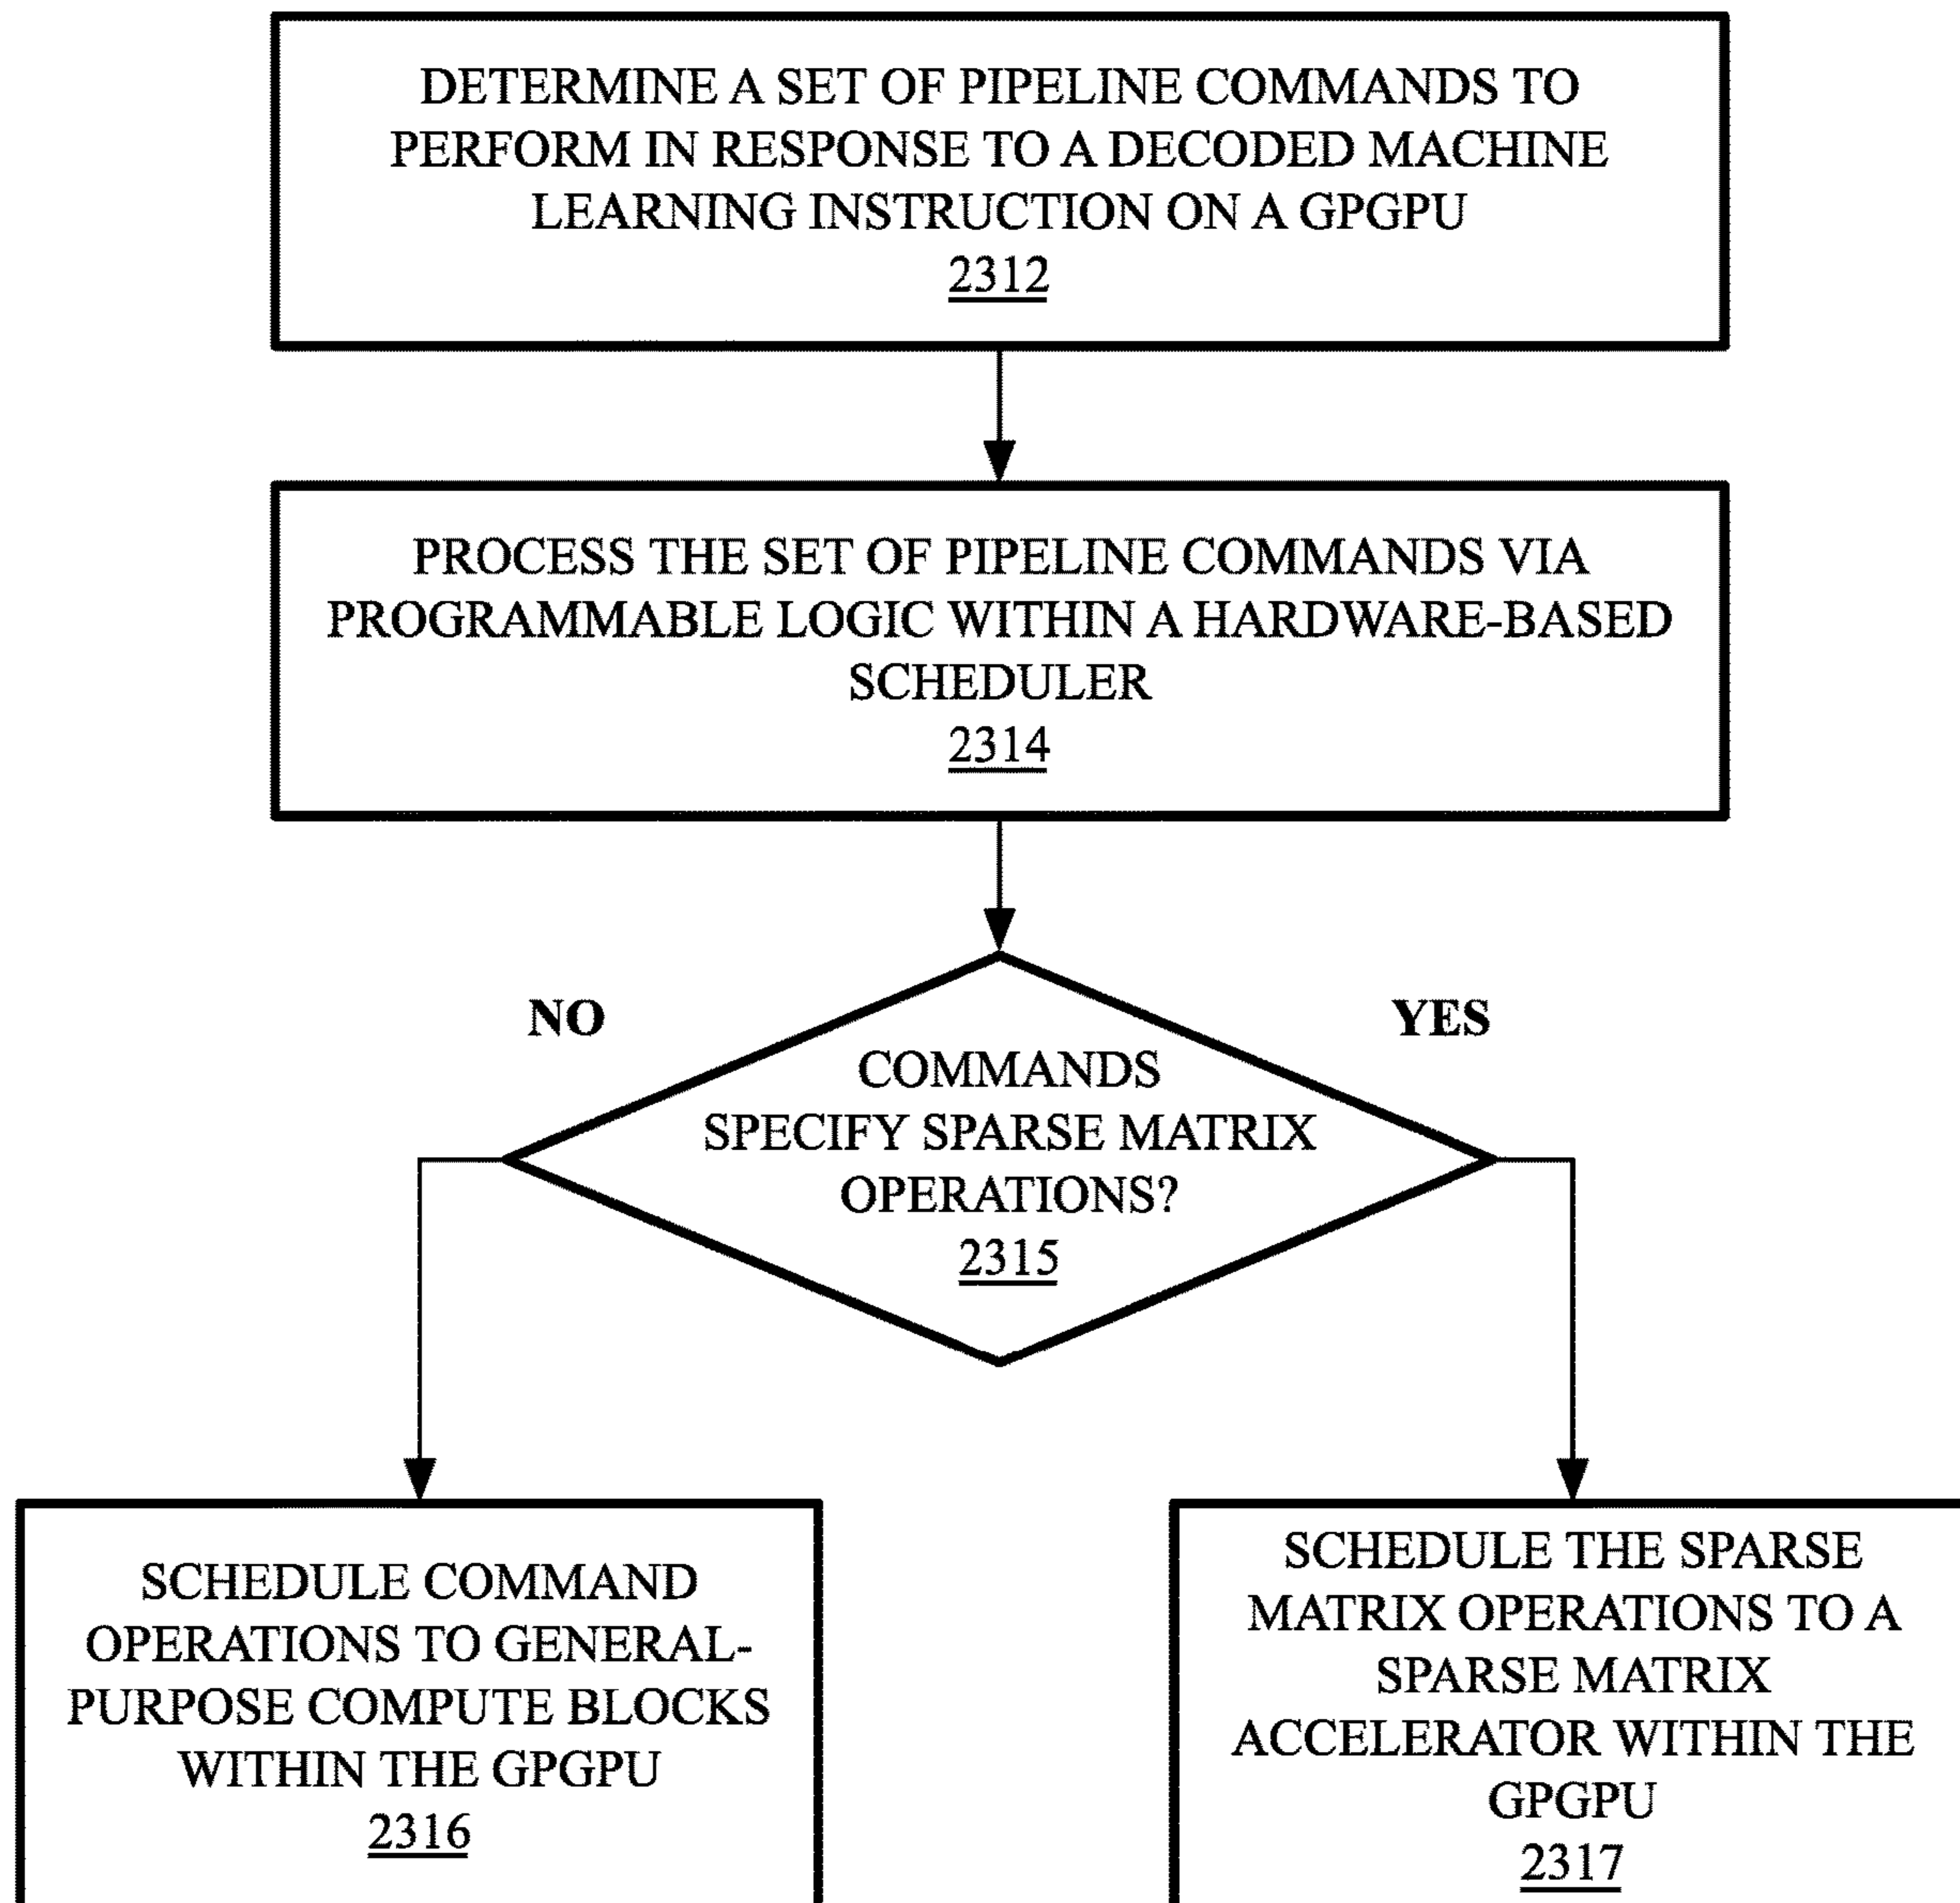 DETERMINE A SET OF PIPELINE COMMANDS TO
PERFORM IN RESPONSE TO A DECODED MACHINE
LEARNING INSTRUCTION ON A GPGPU
2312
PROCESS THE SET OF PIPELINE COMMANDS VIA
PROGRAMMABLE LOGIC WITHIN A HARDWARE-BASED
SCHEDULER
2314
NO
YES
COMMANDS
SPECIFY SPARSE MATRIX
OPERATIONS?
2315
SCHEDULE COMMAND
OPERATIONS TO GENERAL-
PURPOSE COMPUTE BLOCKS
WITHIN THE GPGPU
2316
SCHEDULE THE SPARSE
MATRIX OPERATIONS TO A
SPARSE MATRIX
ACCELERATOR WITHIN THE
GPGPU
2317